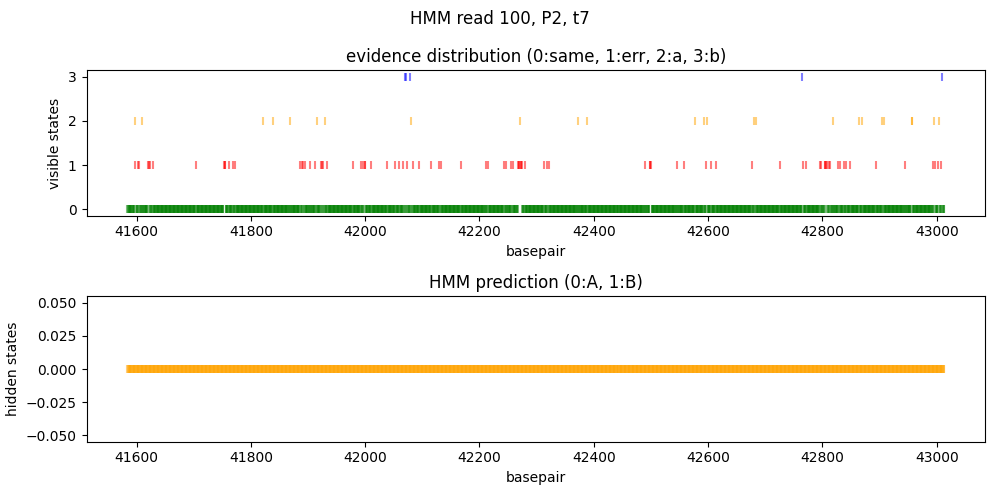 HMM read 100, P2, t7
evidence distribution (0:same, 1:err, 2:a, 3:b)
visible states
3
2
1
0
41600 41800 42000 42200 42400 42600 42800 43000
basepair
HMM prediction (0:A, 1:B)
hidden states
0.050
0.025
0.000
−0.025
−0.050
41600 41800 42000 42200 42400 42600 42800 43000
basepair